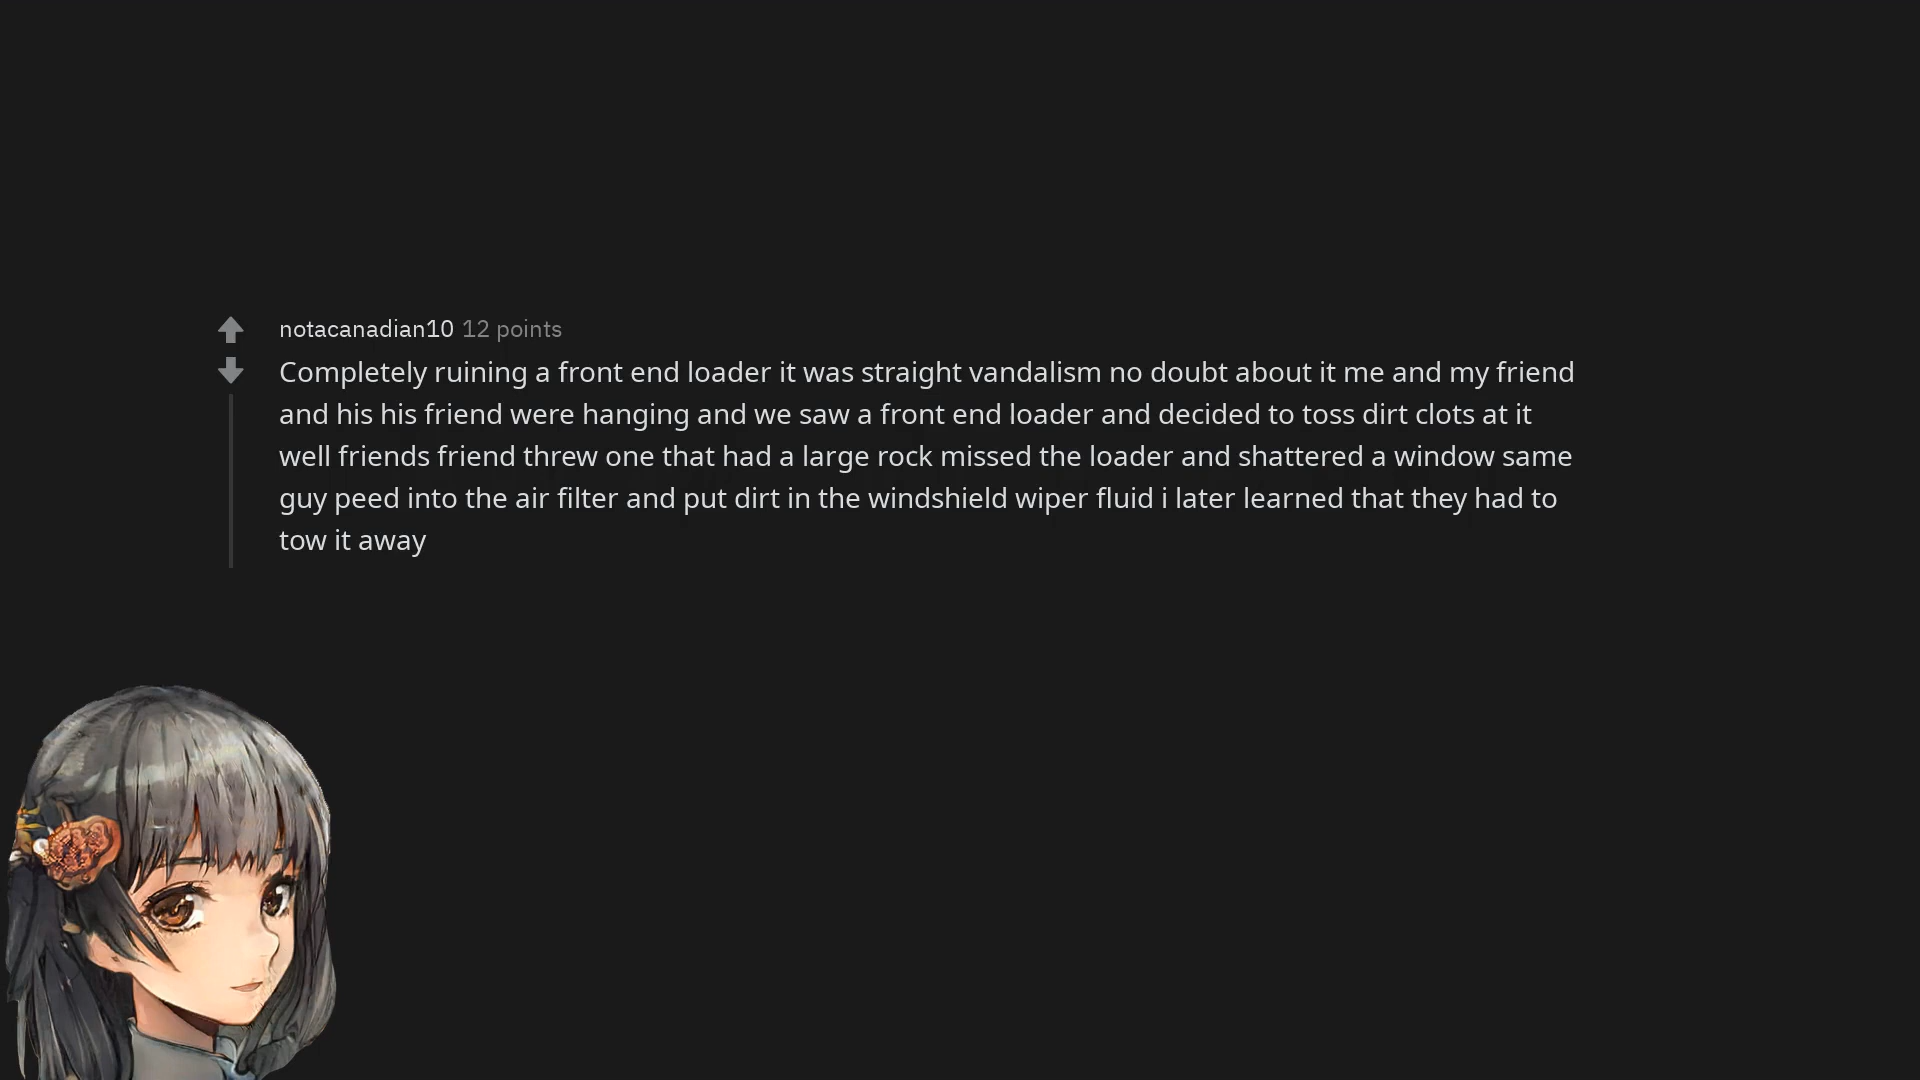 notacanadian10 12 points
Completely ruining a front end loader it was straight vandalism no doubt about it me and my friend
and his his friend were hanging and we saw a front end loader and decided to toss dirt clots at it
well friends friend threw one that had a large rock missed the loader and shattered a window same
guy peed into the air filter and put dirt in the windshield wiper fluid i later learned that they had to
tow it away